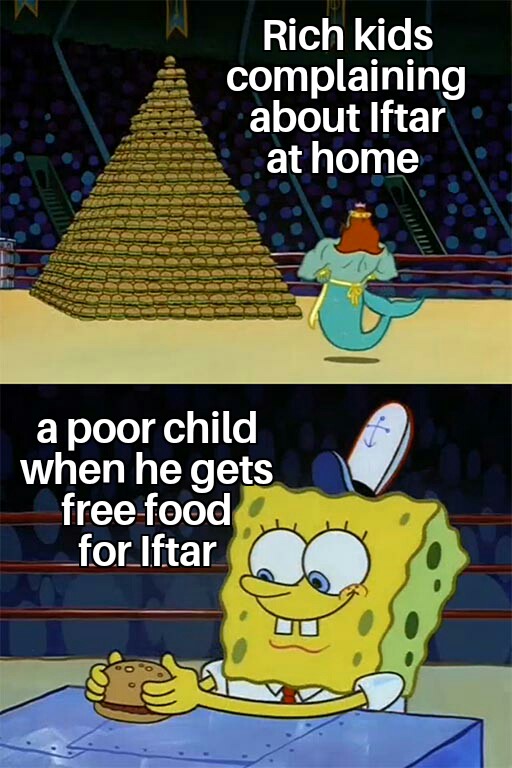 Rich kids
complaining
about Iftar
at home
a poor child
when he gets
free food
for Iftar